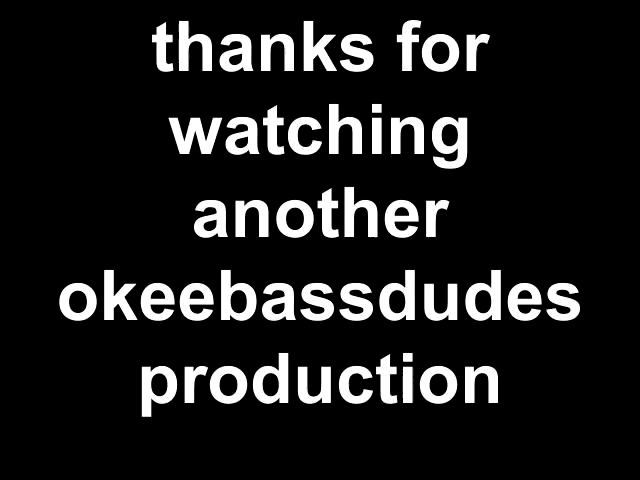 thanks for
watching
another
okeebassdudes
production